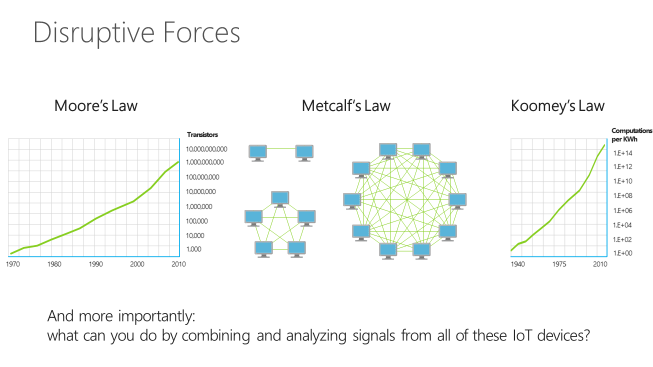 Disruptive Forces
Moore's Law
Metcalf's Law
Koomey's Law
Transistors
10,000,000,000
1,000,000,000
100,000,000
10,000,000
1,000,000
100,000
10,000
1,000
1970 1980 1990 2000 2010
Computations
per KWh
1.E+14
1.E+12
1.E+10
1.E+08
1.E+06
1.E+04
1.E+02
1.E+00
1940 1975 2010
And more importantly:
what can you do by combining and analyzing signals from all of these IoT devices?